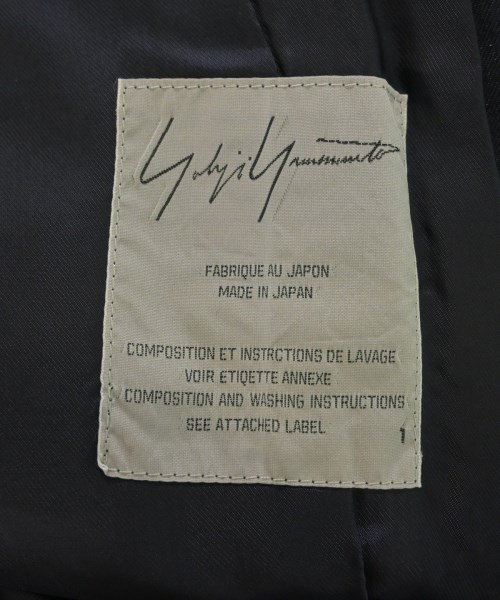 Yohji Yamamoto
FABRIQUE AU JAPON
MADE IN JAPAN
COMPOSITION ET INSTRCTIONS DE LAVAGE
VOIR ETIQETTE ANNEXE
COMPOSITION AND WASHING INSTRUCTIONS
SEE ATTACHED LABEL
1